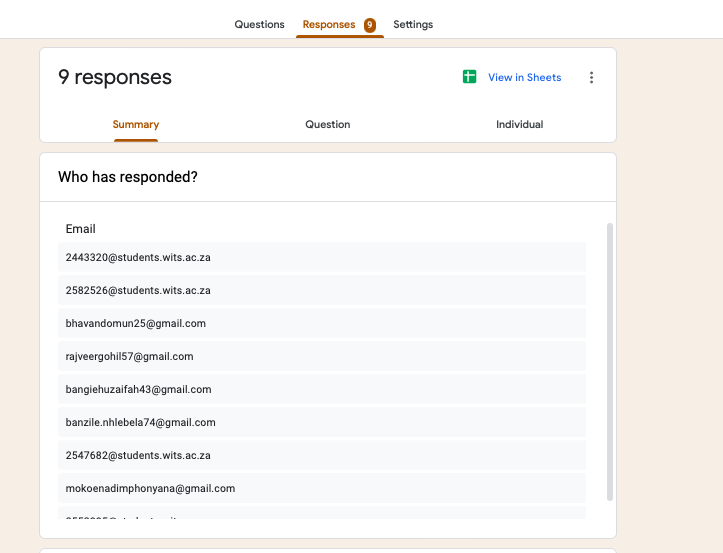 Questions Responses 9 Settings
9 responses
View in Sheets
Summary Question Individual
Who has responded?
Email
2443320@students.wits.ac.za
2582526@students.wits.ac.za
bhavandomun25@gmail.com
rajveergohil57@gmail.com
bangiehuzaifah43@gmail.com
banzile.nhlebela74@gmail.com
2547682@students.wits.ac.za
mokoenadimphonyana@gmail.com